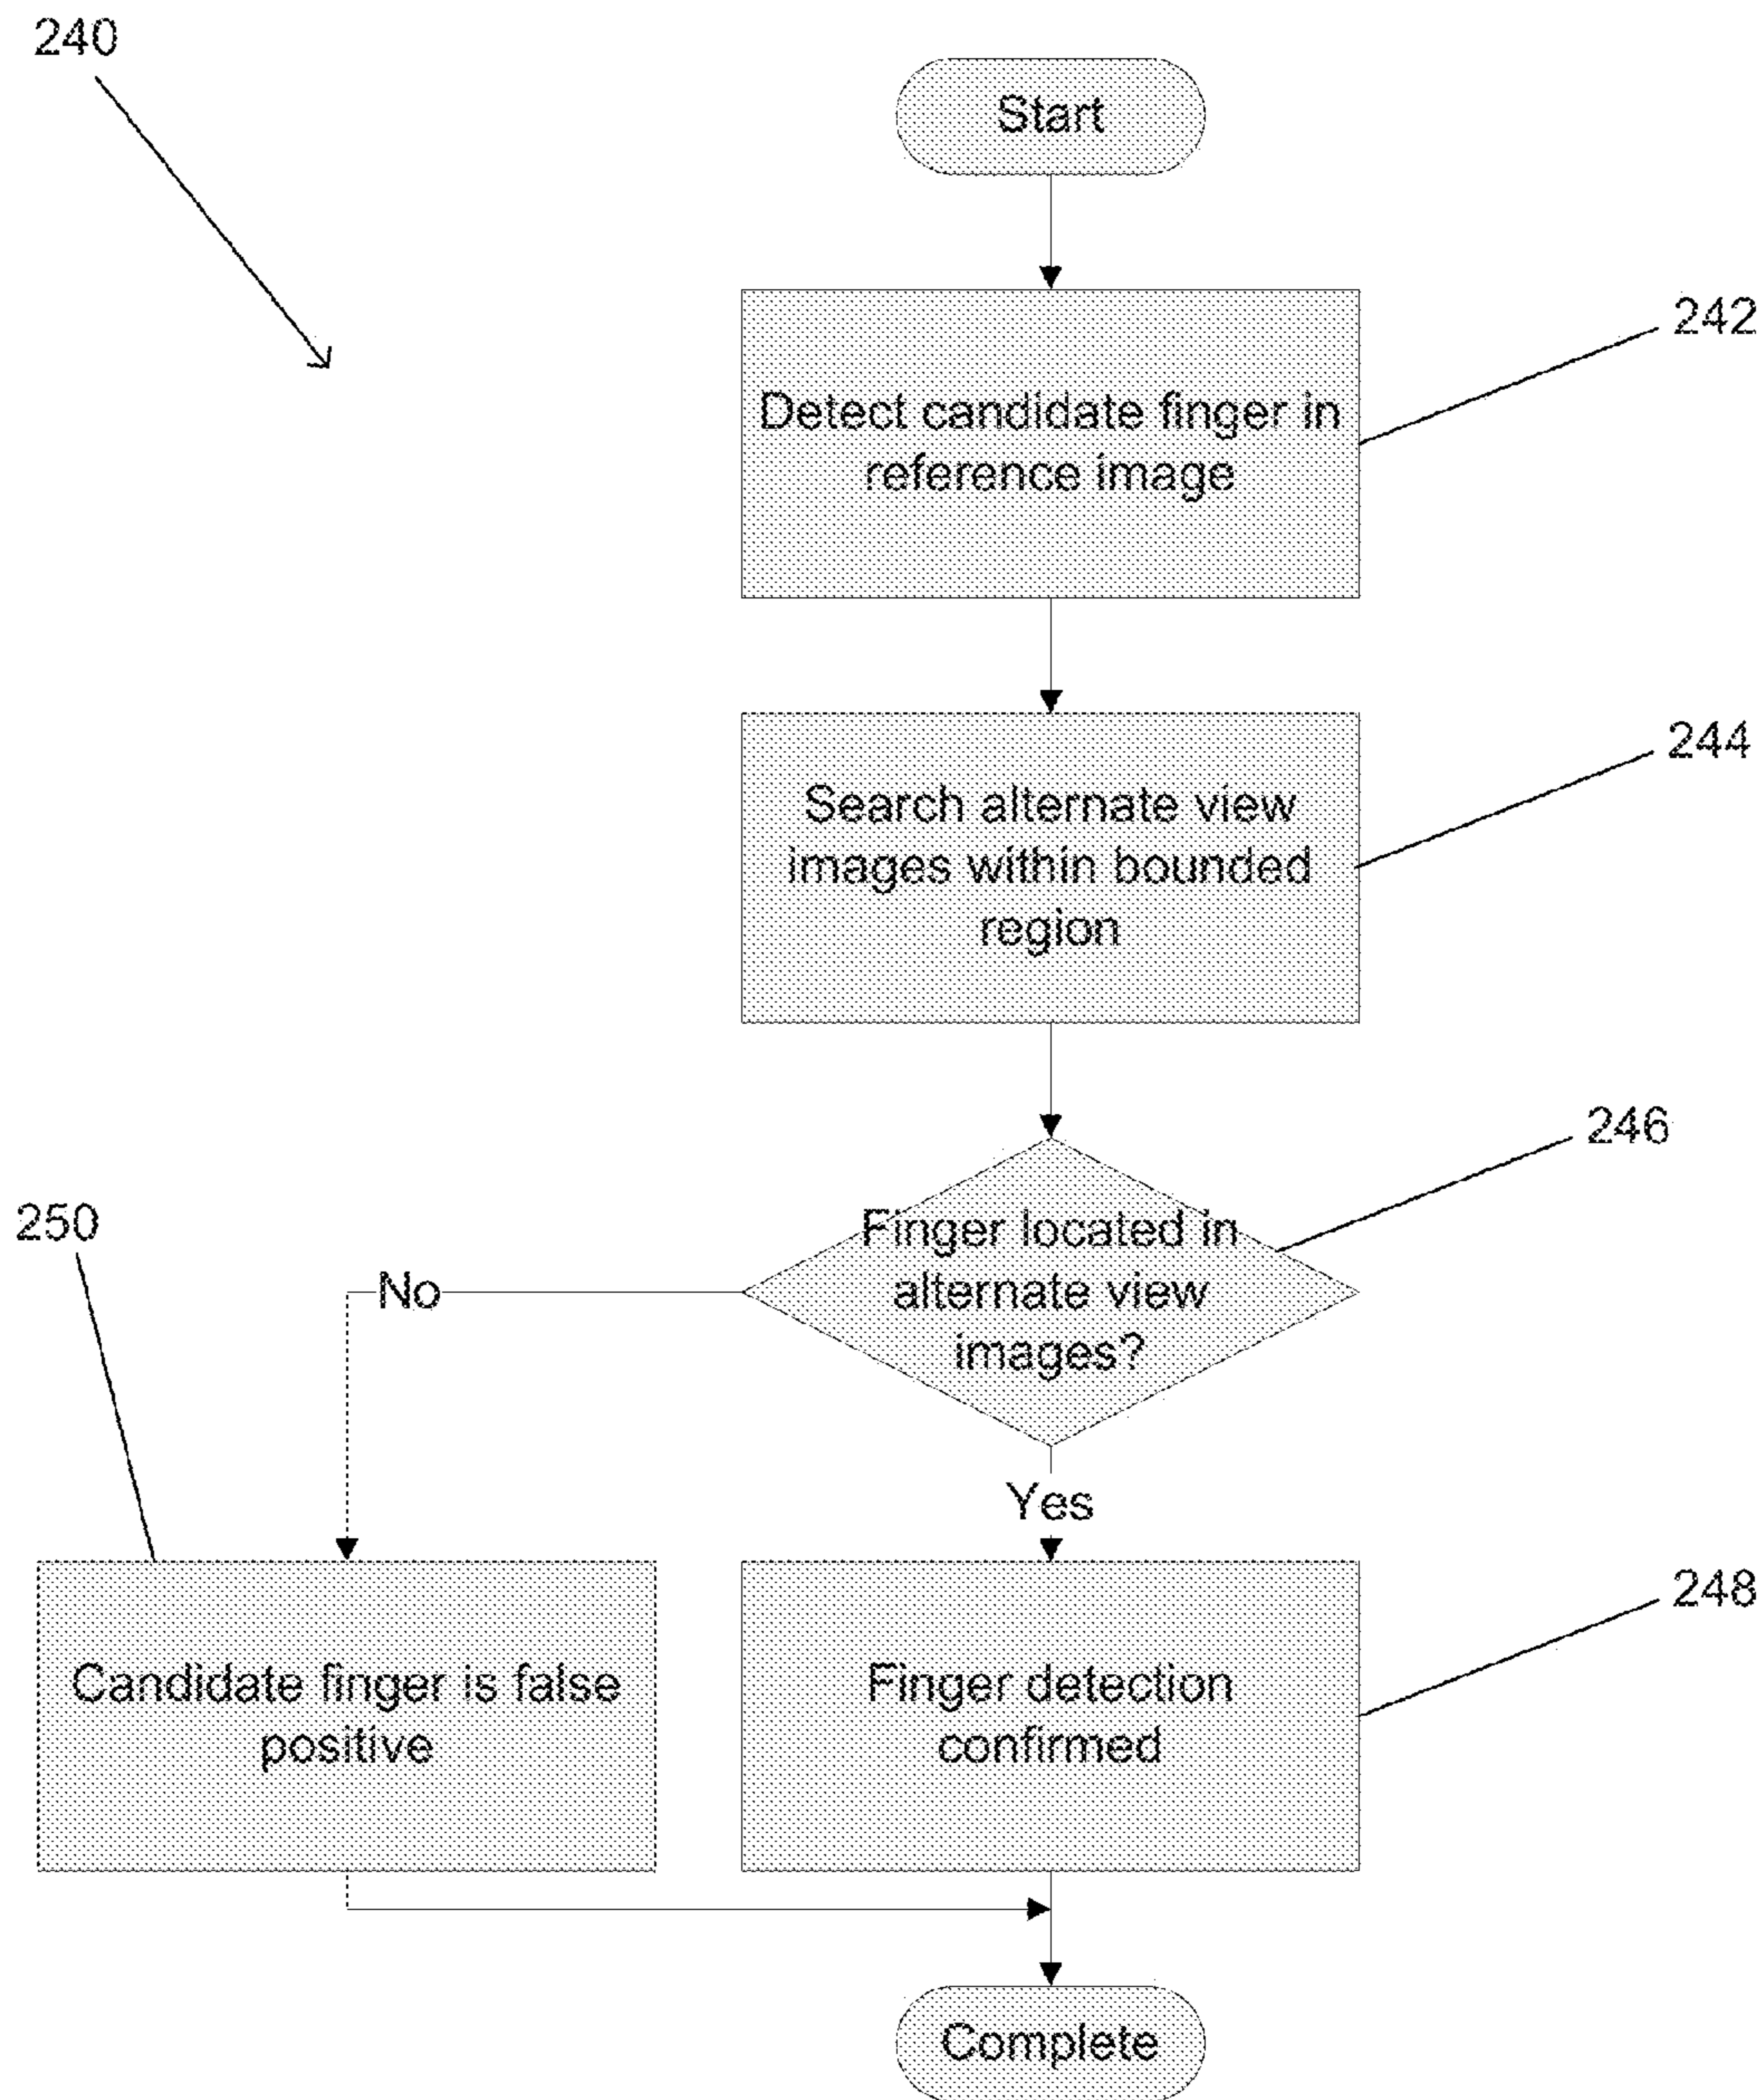 240
Start
242
Detect candidate finger in
reference image
244
Search alternate view
images within bounded
region
246
Finger located in
alternate view
images?
250
No
Yes
248
Candidate finger is false
positive
Finger detection
confirmed
Complete